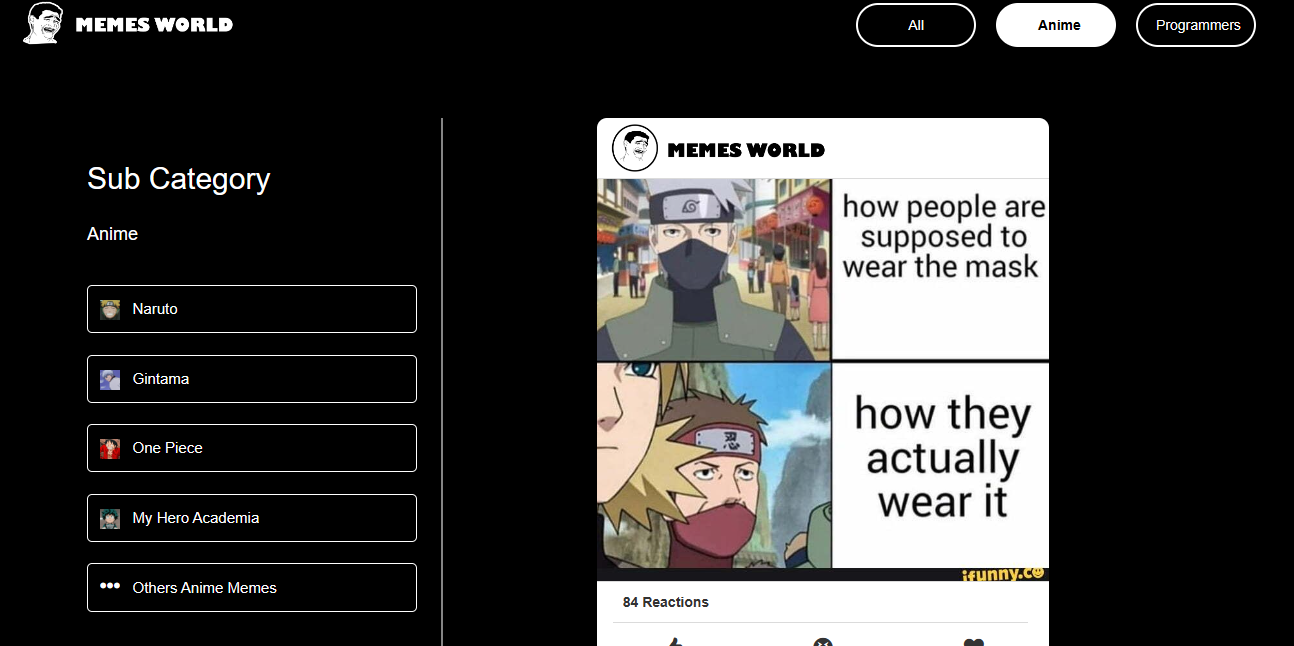 MEMES WORLD
All
Anime
Programmers
Sub Category
Anime
Naruto
Gintama
One Piece
My Hero Academia
Others Anime Memes
MEMES WORLD
how people are
supposed to
wear the mask
忍
how they
actually
wear it
ifunny.co
84 Reactions